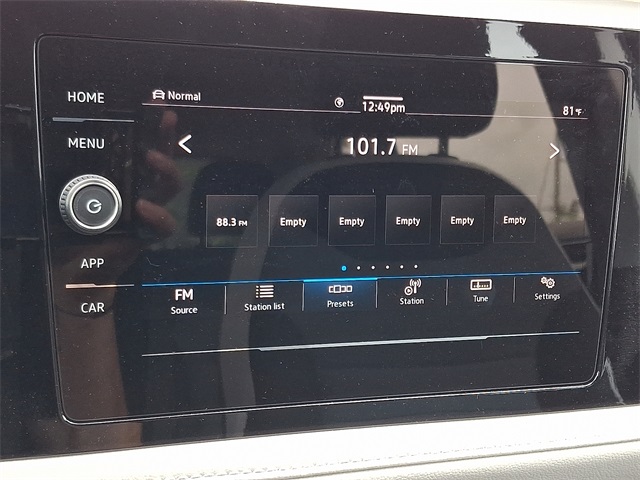 HOME
MENU
APP
CAR
Normal
12:49pm
81°F
101.7 FM
88.3 FM
Empty
Empty
Empty
Empty
Empty
FM
Source
Station list
Presets
Station
Tune
Settings